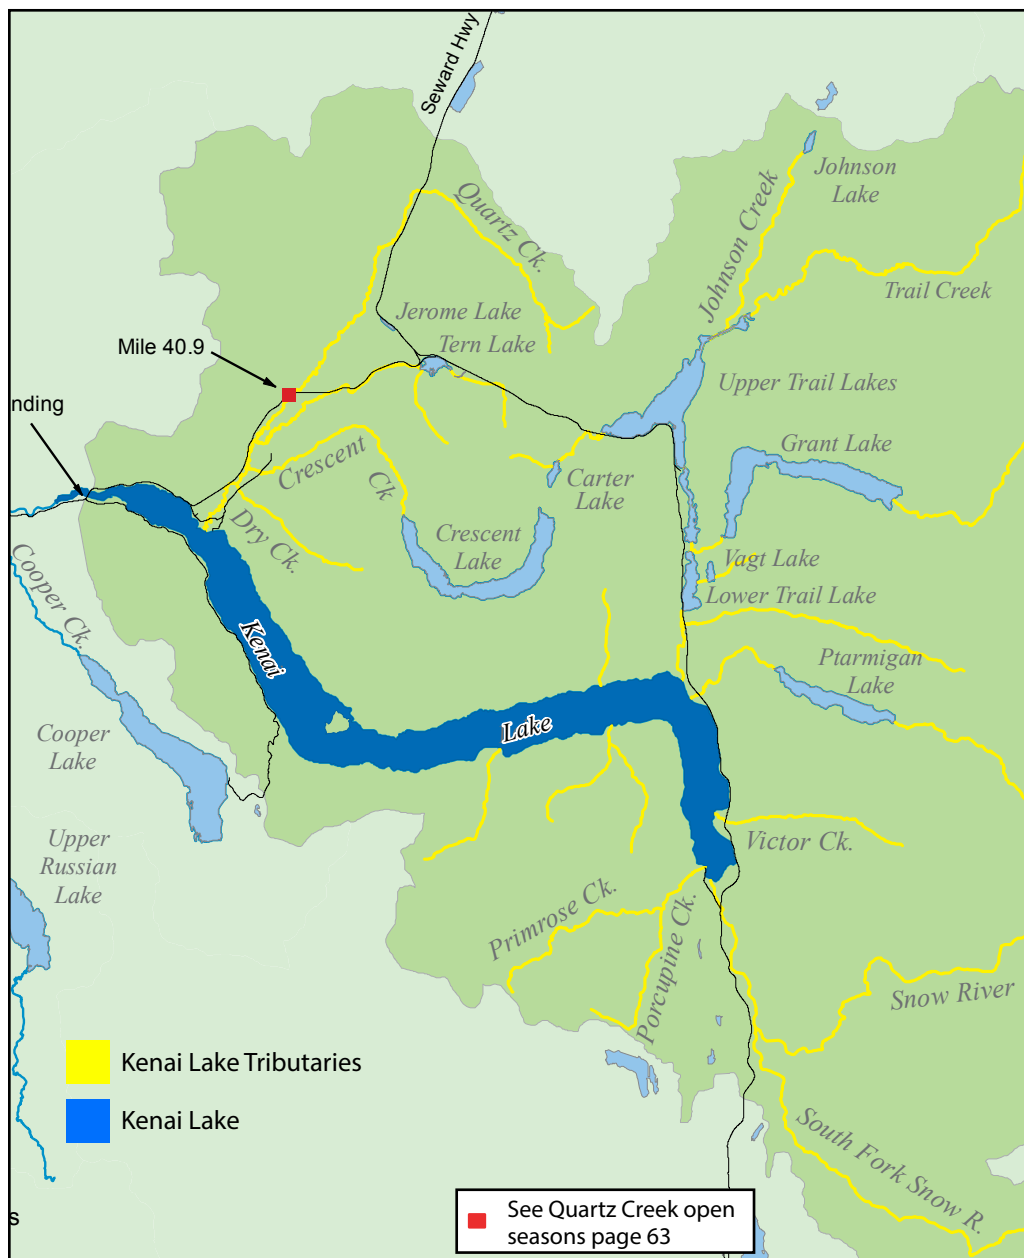 Seward Hwy
Johnson
Lake
Johnson Creek
Quartz Ck.
Trail Creek
Jerome Lake
Tern Lake
Mile 40.9
Upper Trail Lakes
nding
Grant Lake
Crescent
Ck
Carter
Lake
Dry Ck.
Crescent
Lake
Vagt Lake
Lower Trail Lake
Cooper Ck.
Kenai
Lake
Ptarmigan
Lake
Cooper
Lake
Upper
Russian
Lake
Victor Ck.
Primrose Ck.
Porcupine Ck.
Snow River
South Fork Snow R.
Kenai Lake Tributaries
Kenai Lake
See Quartz Creek open
seasons page 63
s